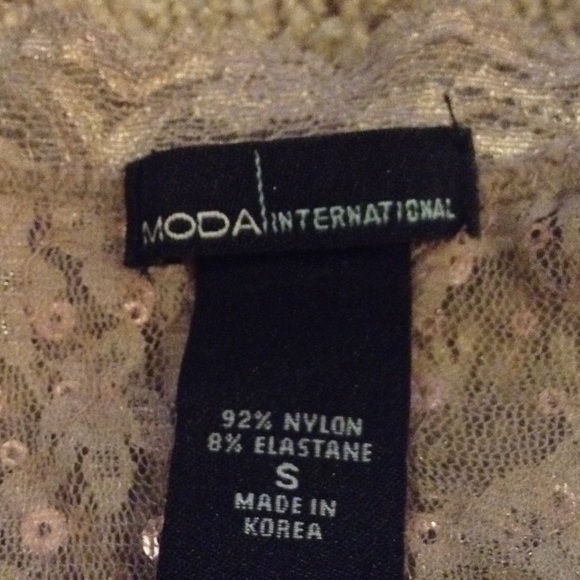 MODA INTERNATIONAL
92% NYLON
8% ELASTANE
S
MADE IN
KOREA